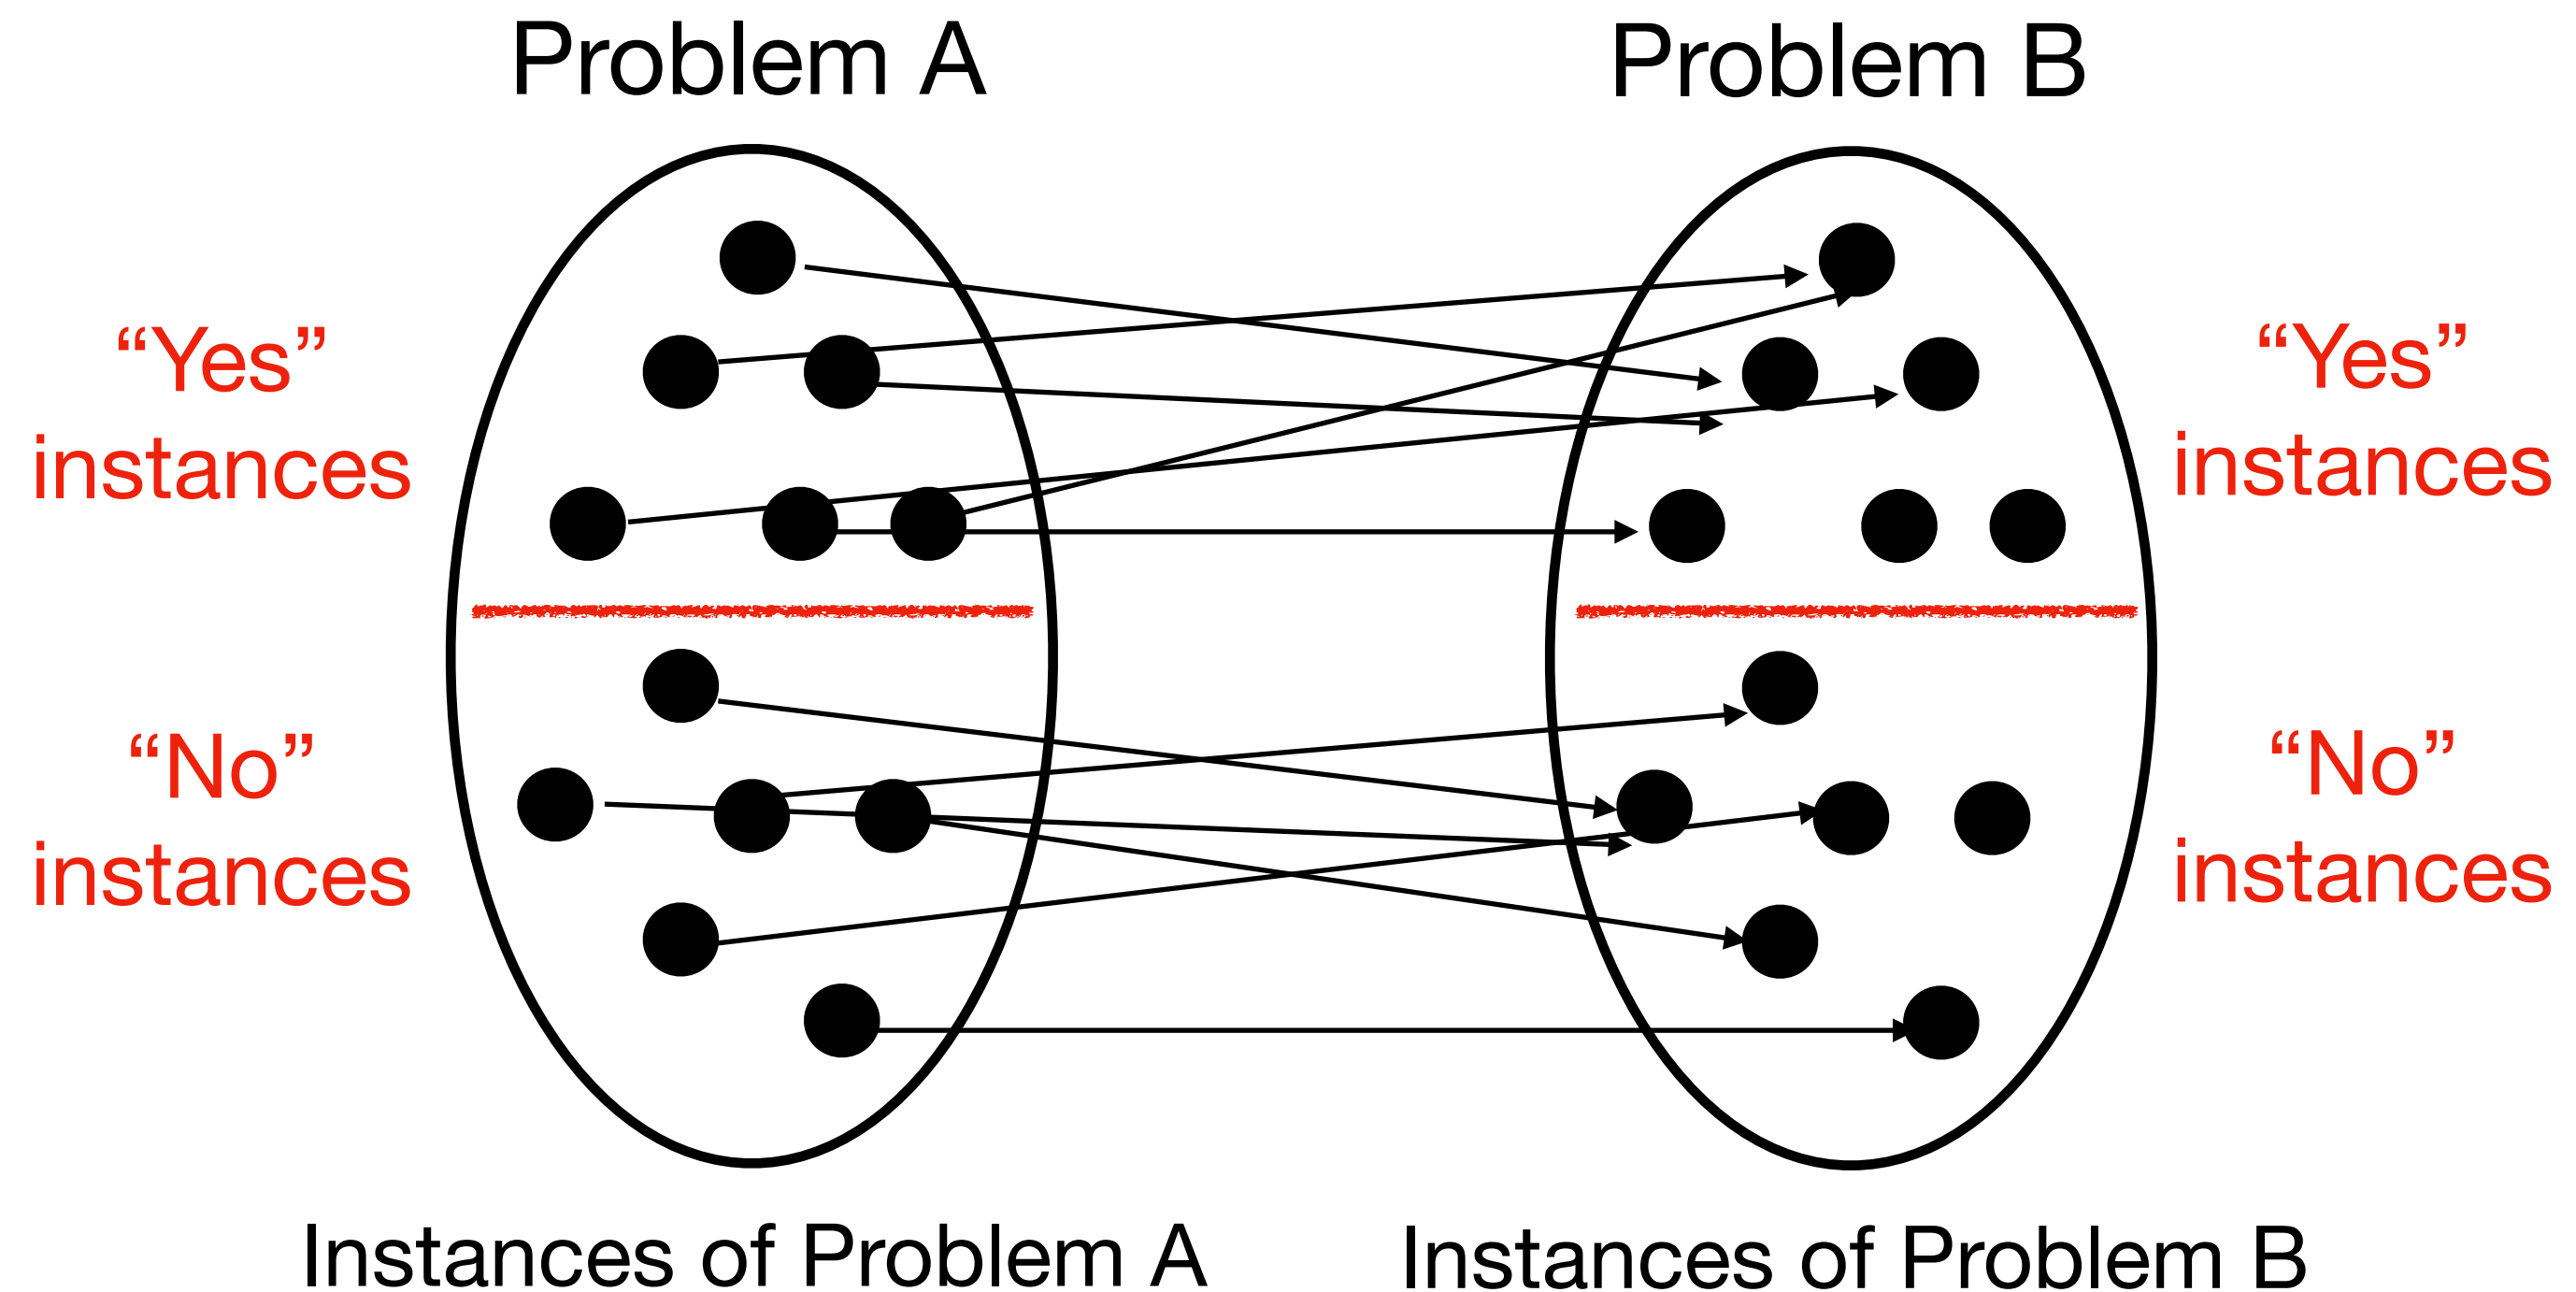 Problem A
Problem B
“Yes”
instances
“Yes”
instances
“No”
instances
“No”
instances
Instances of Problem A
Instances of Problem B